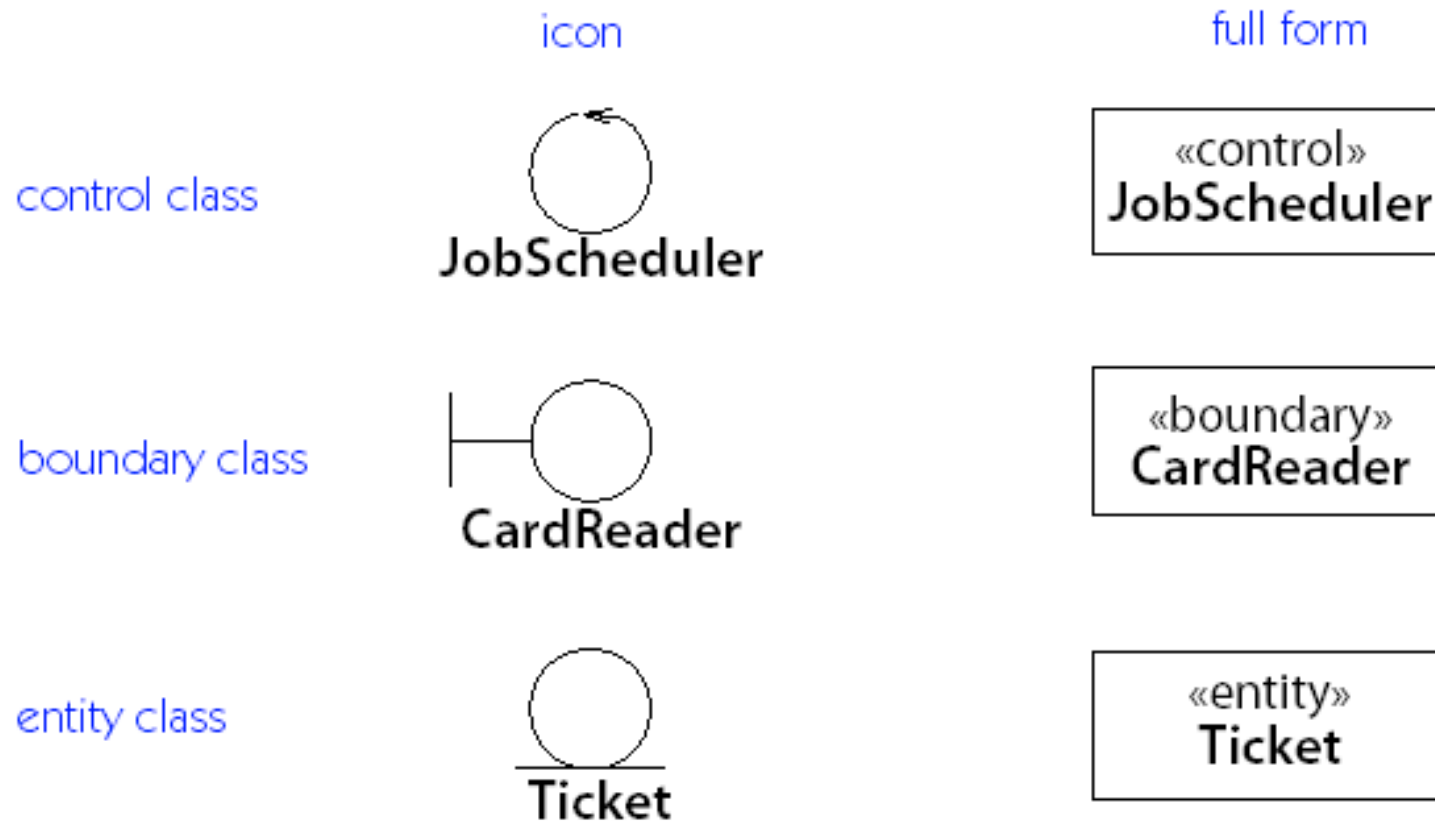 icon
full form
control class
JobScheduler
«control»
JobScheduler
boundary class
CardReader
«boundary»
CardReader
entity class
Ticket
«entity»
Ticket